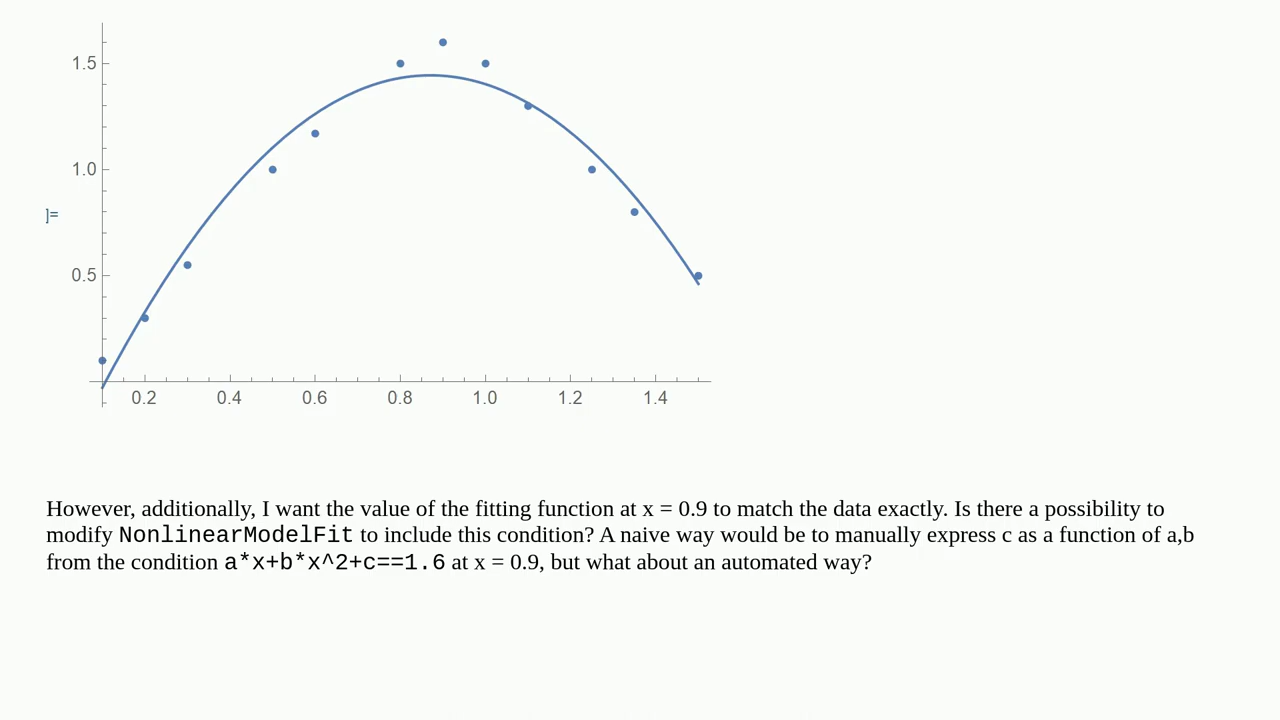 1.5
1.0
]=
0.5
0.2 0.4 0.6 0.8 1.0 1.2 1.4
However, additionally, I want the value of the fitting function at x = 0.9 to match the data exactly. Is there a possibility to
modify NonlinearModelFit to include this condition? A naive way would be to manually express c as a function of a,b
from the condition a*x+b*x^2+c==1.6 at x = 0.9, but what about an automated way?